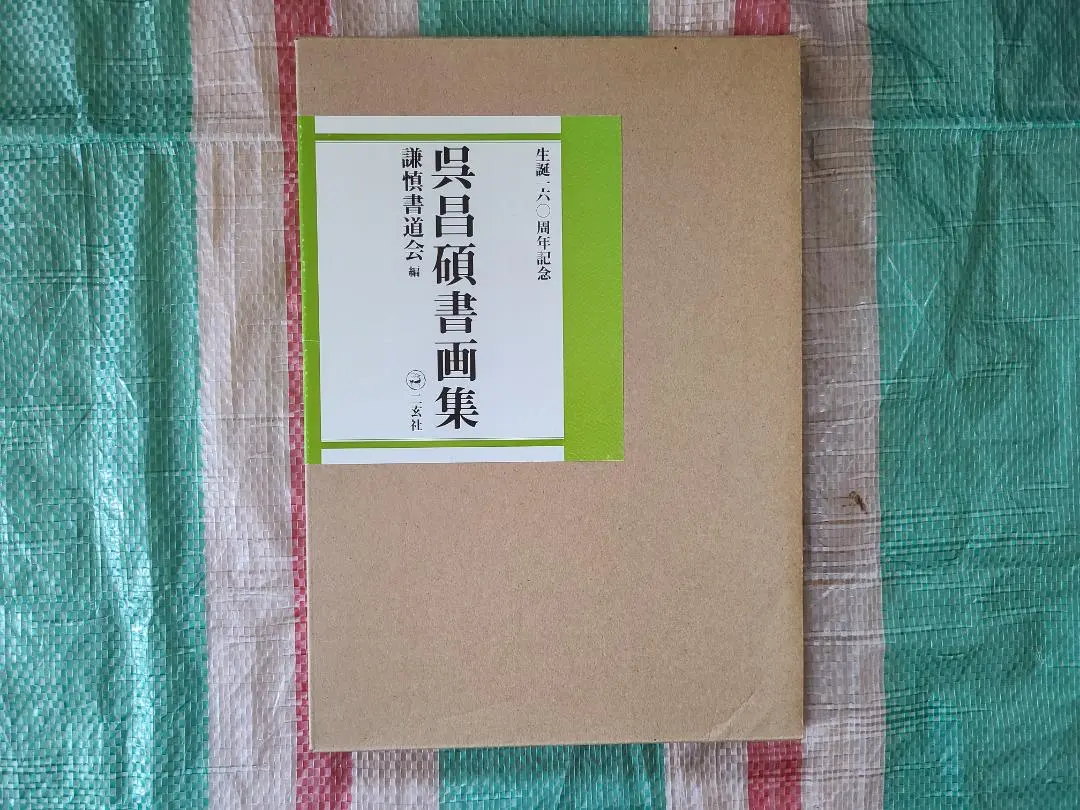 生誕一六〇周年記念
呉昌碩書画集
謙慎書道会 編
二玄社